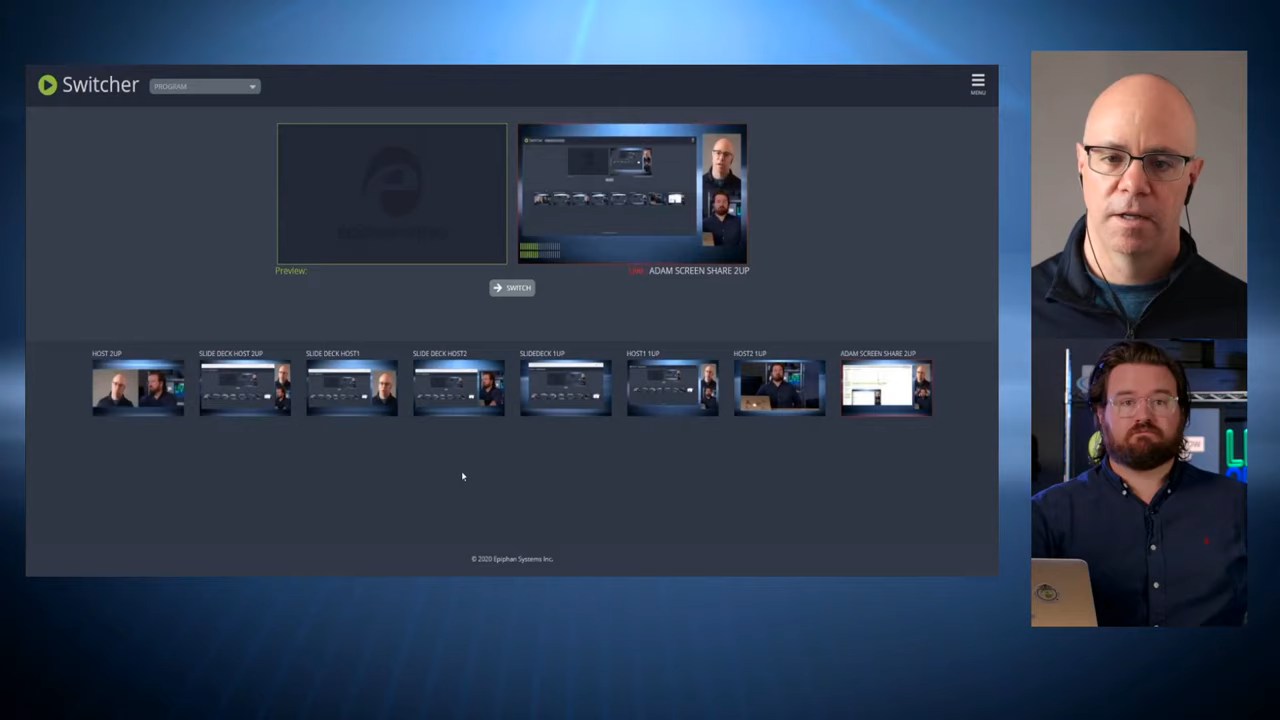 Switcher
PROGRAM
MENU
Preview:
ADAM SCREEN SHARE 2UP
SWITCH
HOST 2UP
SLIDE DECK HOST 2UP
SLIDE DECK HOST1
SLIDE DECK HOST2
SLIDEDECK 1UP
HOST1 1UP
HOST2 1UP
ADAM SCREEN SHARE 2UP
© 2020 Epiphan Systems Inc.